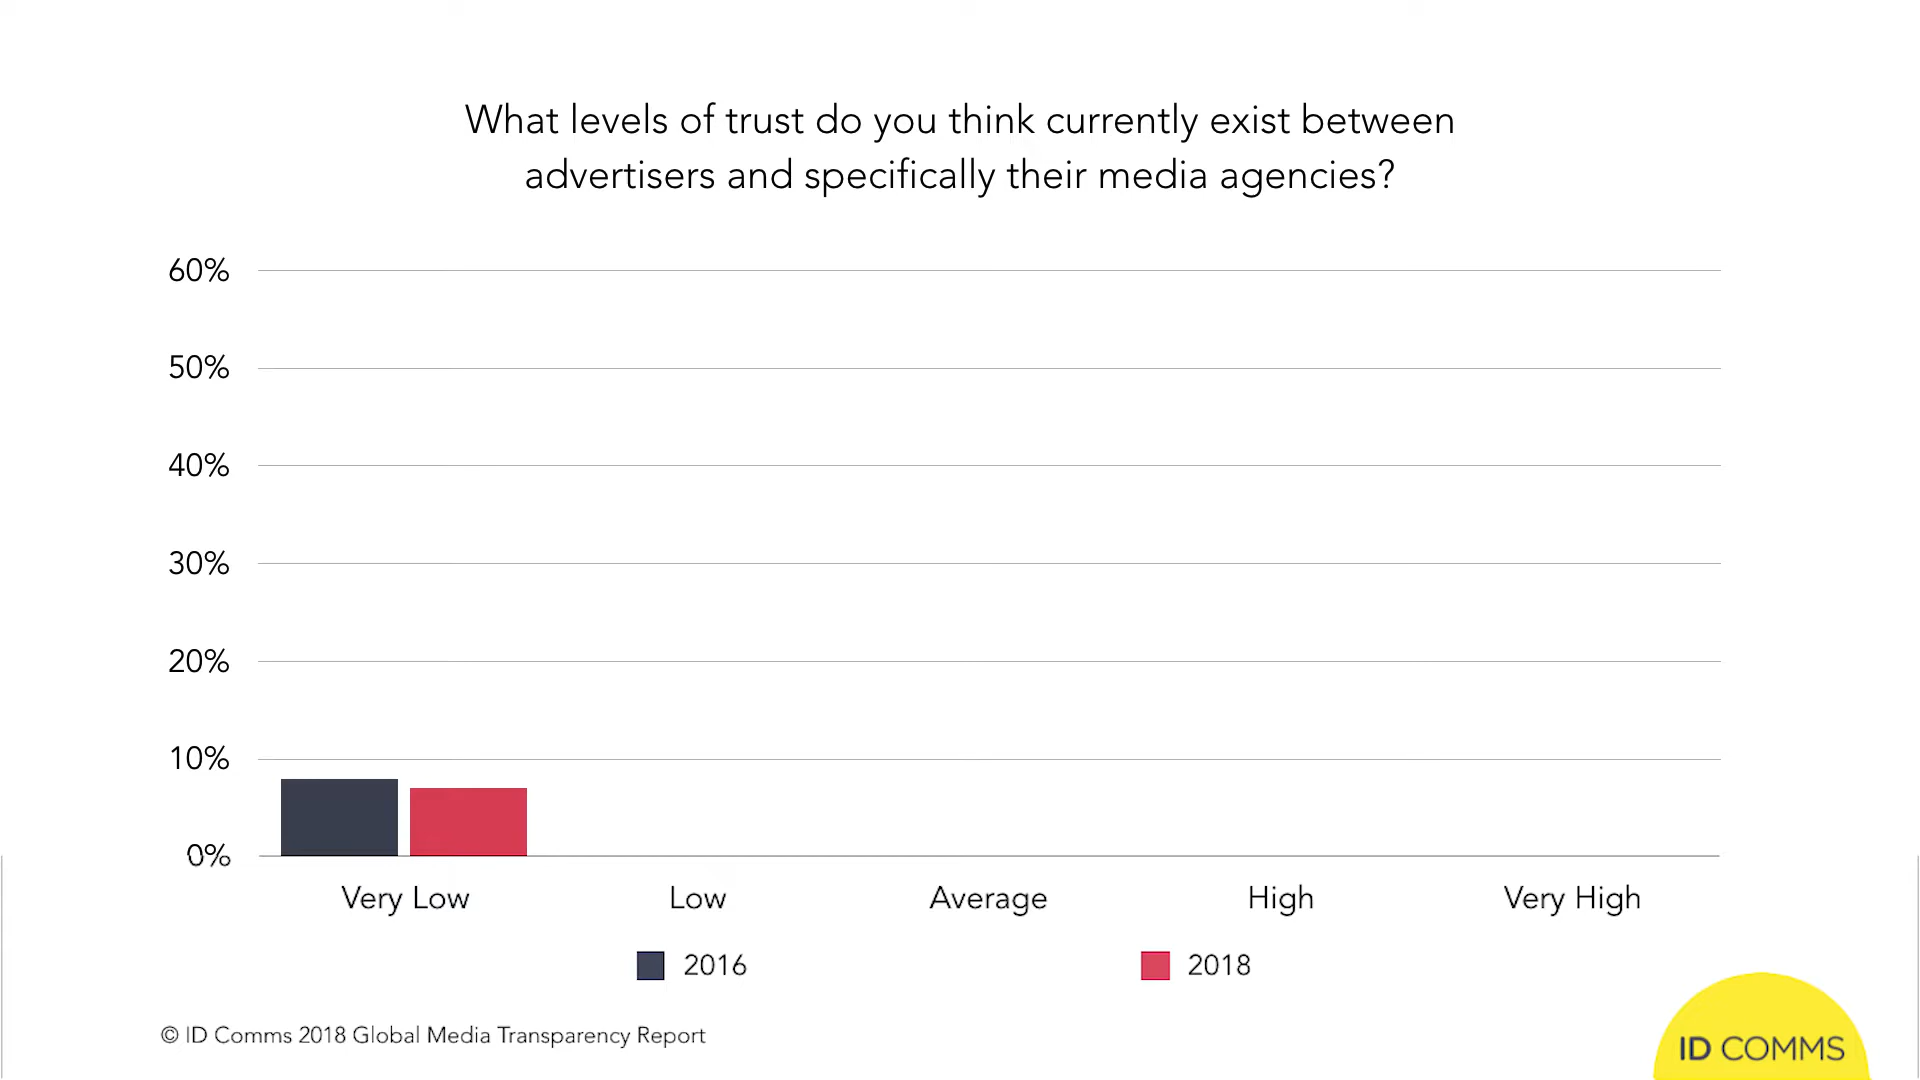 What levels of trust do you think currently exist between
advertisers and specifically their media agencies?
60%
50%
40%
30%
20%
10%
0%
Very Low Low Average High Very High
2016 2018
© ID Comms 2018 Global Media Transparency Report
ID COMMS